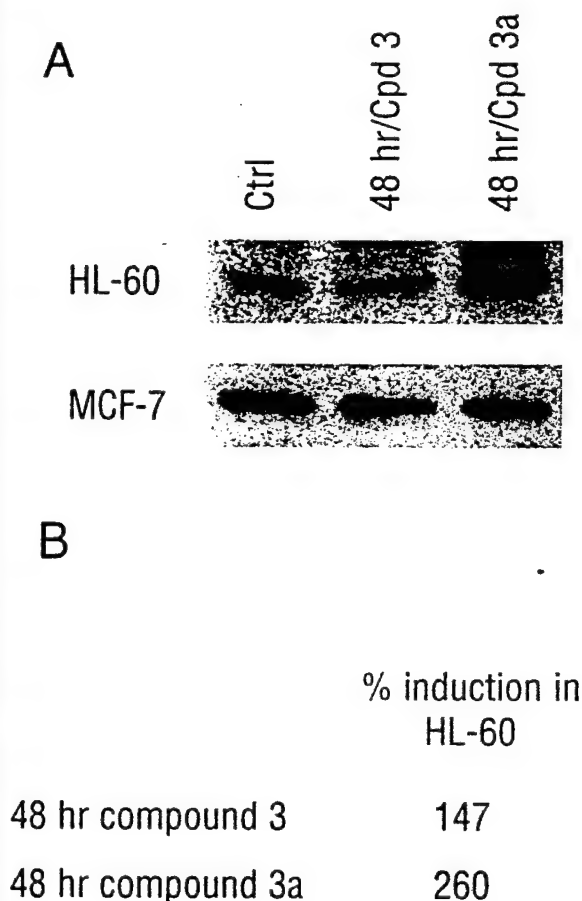 A
Ctrl
48 hr/Cpd 3
48 hr/Cpd 3a
HL-60
MCF-7
B
% induction in
HL-60
48 hr compound 3 147
48 hr compound 3a 260